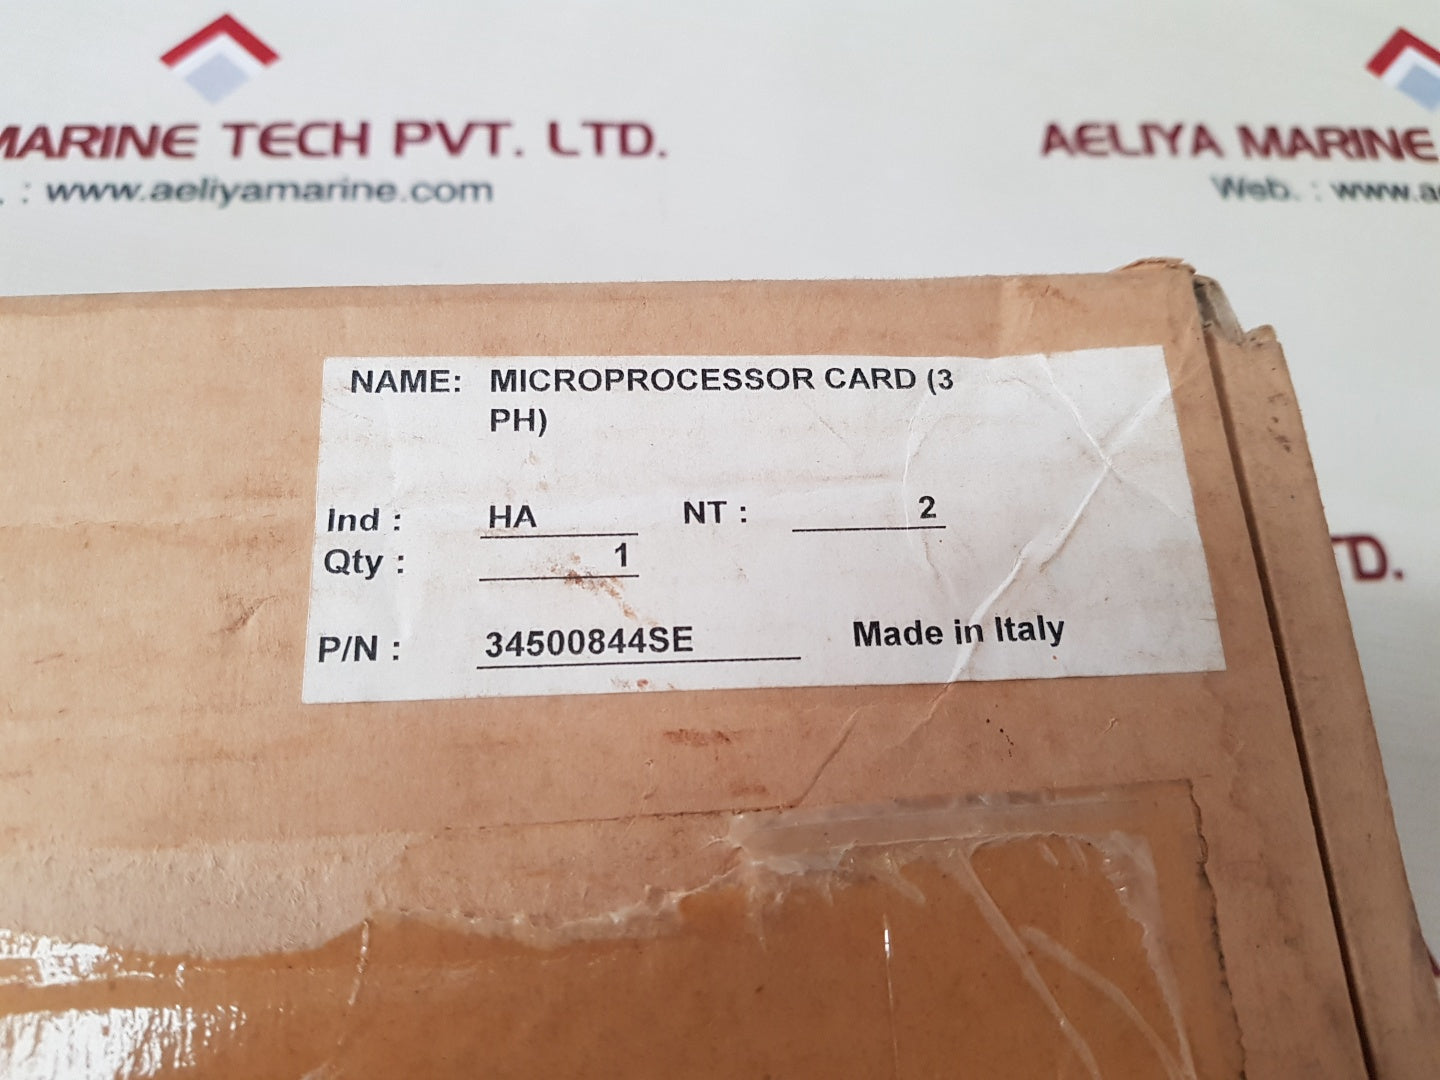 MARINE TECH PVT. LTD.
: www.aeliyamarine.com
AELIYA MARINE
Web. : www.ae
NAME: MICROPROCESSOR CARD (3
PH)
Ind : HA NT : 2
Qty : 1
P/N : 34500844SE Made in Italy
TD.